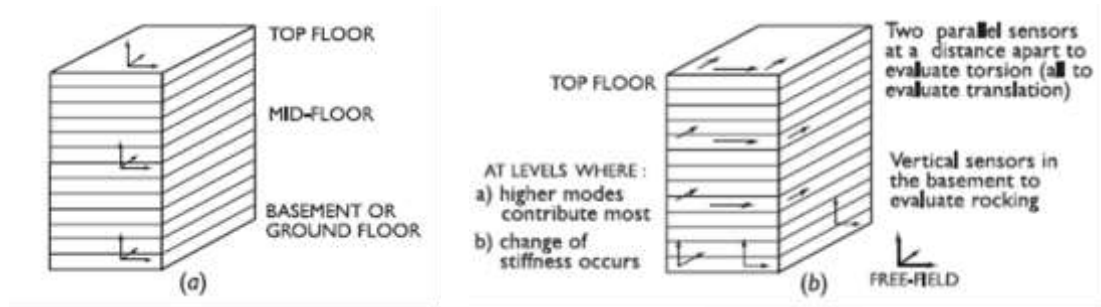 TOP FLOOR
MID-FLOOR
BASEMENT OR
GROUND FLOOR
(a)
TOP FLOOR
AT LEVELS WHERE :
a) higher modes
contribute most
b) change of
stiffness occurs
Two parallel sensors
at a distance apart to
evaluate torsion (all to
evaluate translation)
Vertical sensors in
the basement to
evaluate rocking
FREE-FIELD
(b)